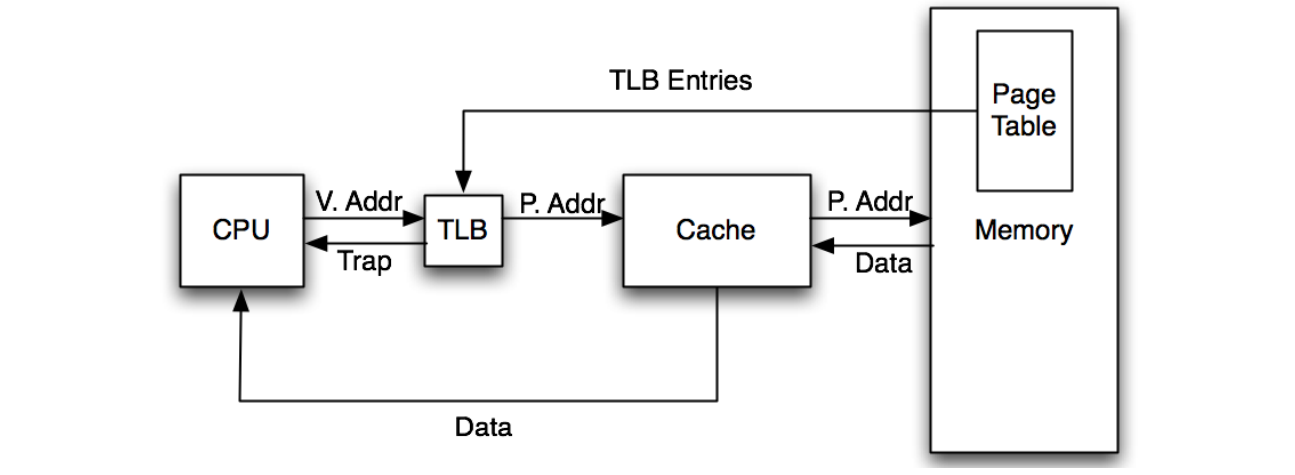 TLB Entries
Page
Table
V. Addr
P. Addr
P. Addr
CPU
TLB
Cache
Memory
Trap
Data
Data